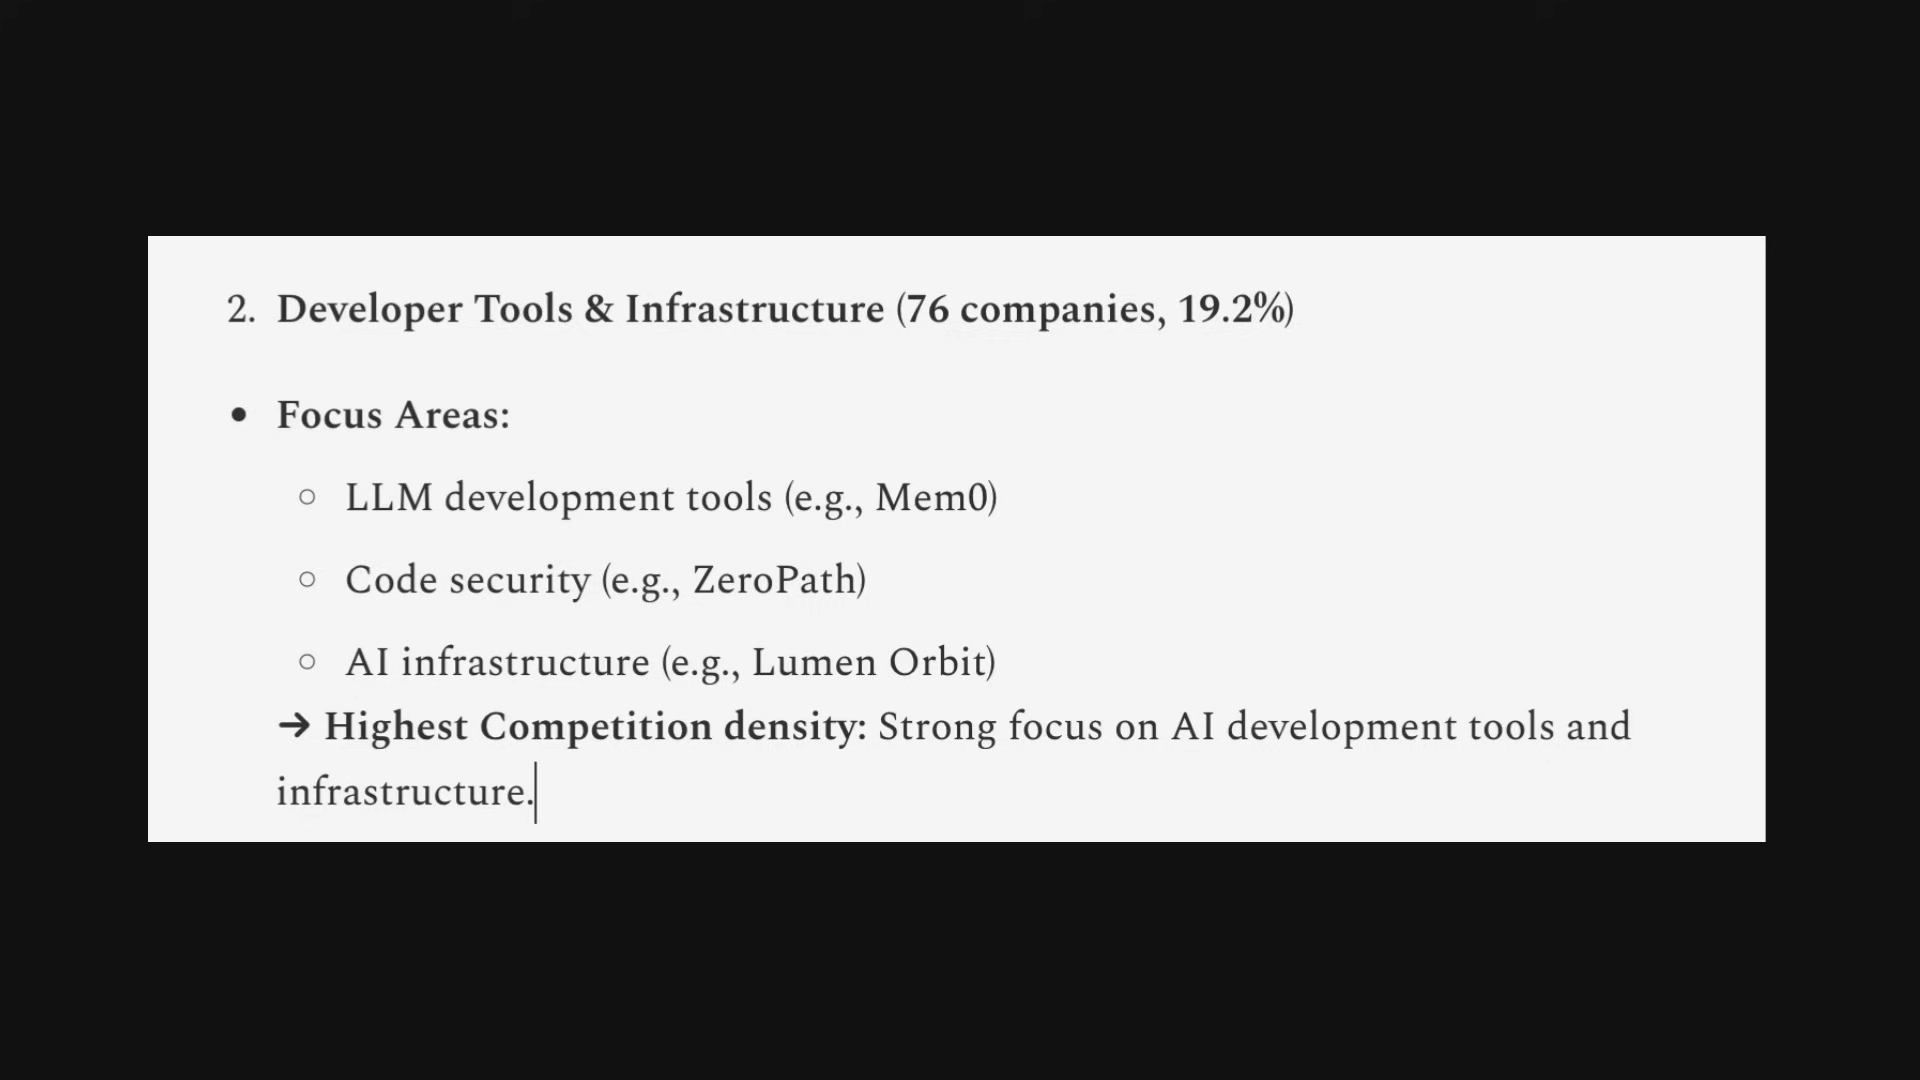 2. Developer Tools & Infrastructure (76 companies, 19.2%)
● Focus Areas:
○ LLM development tools (e.g., Mem0)
○ Code security (e.g., ZeroPath)
○ AI infrastructure (e.g., Lumen Orbit)
➔ Highest Competition density: Strong focus on AI development tools and
infrastructure.